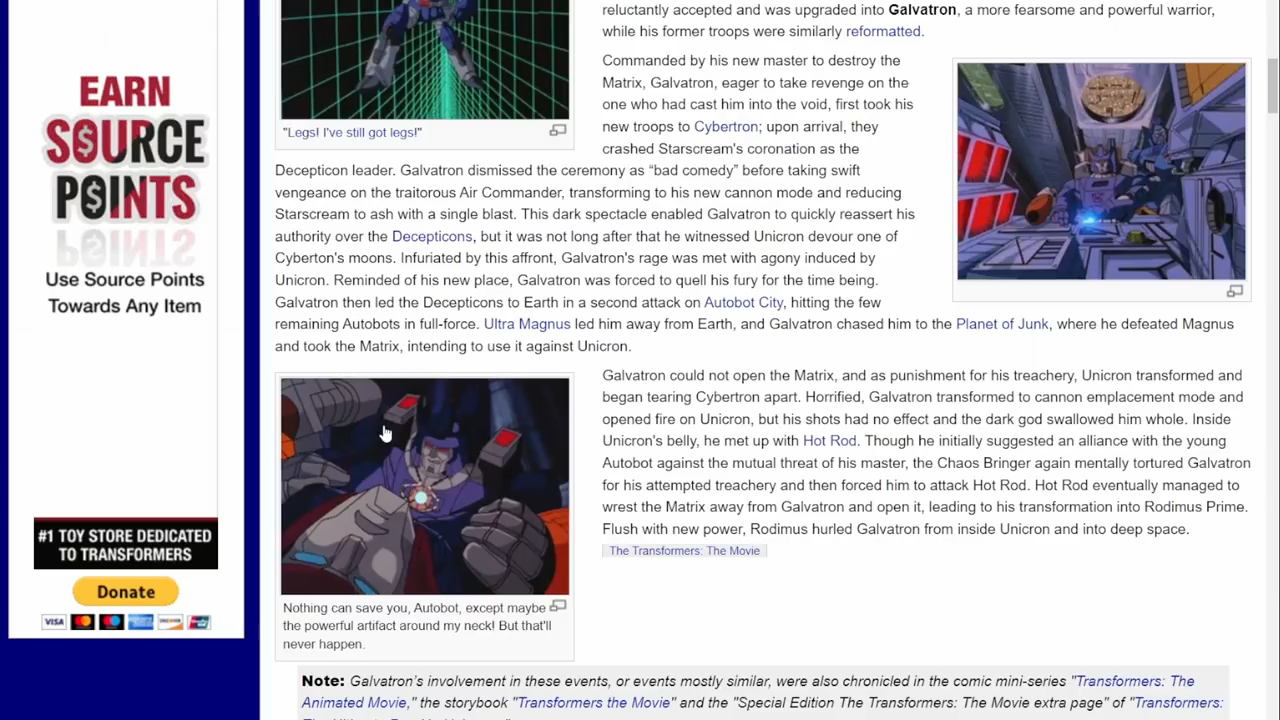 EARN
SOURCE
POINTS
Use Source Points
Towards Any Item
#1 TOY STORE DEDICATED
TO TRANSFORMERS
Donate
VISA
"Legs! I've still got legs!"
reluctantly accepted and was upgraded into Galvatron, a more fearsome and powerful warrior,
while his former troops were similarly reformatted.
Commanded by his new master to destroy the
Matrix, Galvatron, eager to take revenge on the
one who had cast him into the void, first took his
new troops to Cybertron; upon arrival, they
crashed Starscream's coronation as the
Decepticon leader. Galvatron dismissed the ceremony as “bad comedy” before taking swift
vengeance on the traitorous Air Commander, transforming to his new cannon mode and reducing
Starscream to ash with a single blast. This dark spectacle enabled Galvatron to quickly reassert his
authority over the Decepticons, but it was not long after that he witnessed Unicron devour one of
Cyberton's moons. Infuriated by this affront, Galvatron's rage was met with agony induced by
Unicron. Reminded of his new place, Galvatron was forced to quell his fury for the time being.
Galvatron then led the Decepticons to Earth in a second attack on Autobot City, hitting the few
remaining Autobots in full-force. Ultra Magnus led him away from Earth, and Galvatron chased him to the Planet of Junk, where he defeated Magnus
and took the Matrix, intending to use it against Unicron.
Galvatron could not open the Matrix, and as punishment for his treachery, Unicron transformed and
began tearing Cybertron apart. Horrified, Galvatron transformed to cannon emplacement mode and
opened fire on Unicron, but his shots had no effect and the dark god swallowed him whole. Inside
Unicron's belly, he met up with Hot Rod. Though he initially suggested an alliance with the young
Autobot against the mutual threat of his master, the Chaos Bringer again mentally tortured Galvatron
for his attempted treachery and then forced him to attack Hot Rod. Hot Rod eventually managed to
wrest the Matrix away from Galvatron and open it, leading to his transformation into Rodimus Prime.
Flush with new power, Rodimus hurled Galvatron from inside Unicron and into deep space.
The Transformers: The Movie
Nothing can save you, Autobot, except maybe
the powerful artifact around my neck! But that'll
never happen.
Note: Galvatron's involvement in these events, or events mostly similar, were also chronicled in the comic mini-series "Transformers: The
Animated Movie," the storybook "Transformers the Movie" and the "Special Edition The Transformers: The Movie extra page" of "Transformers: